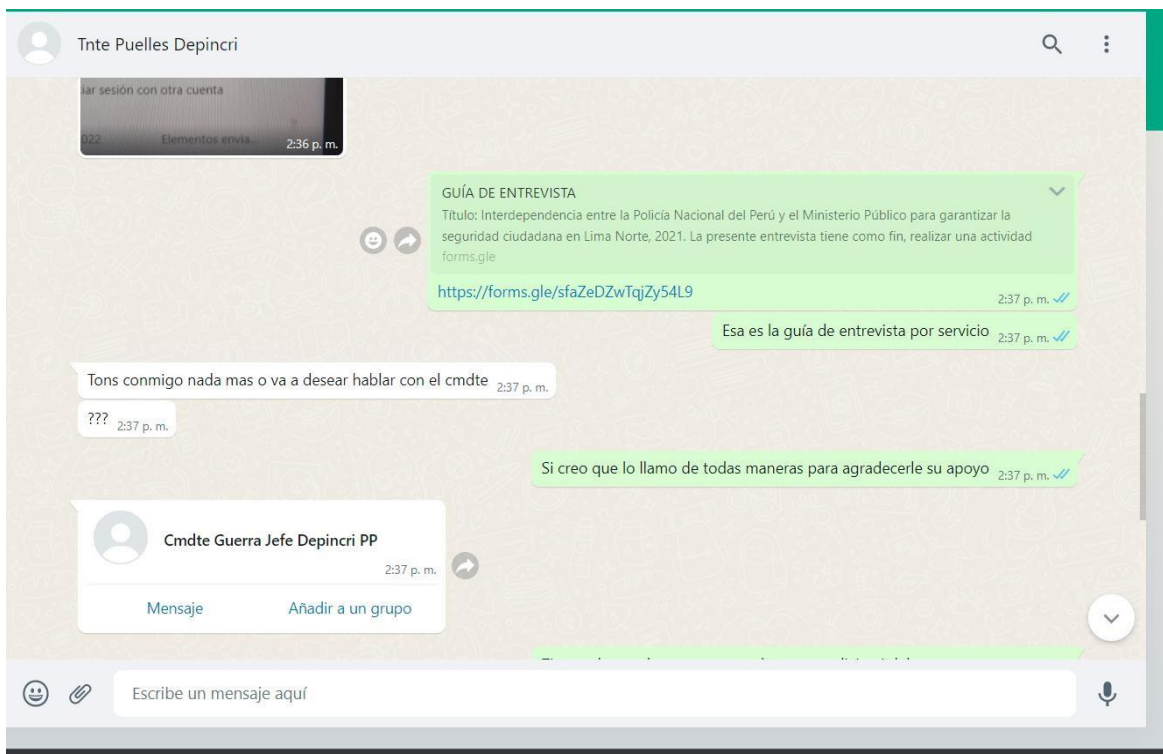 Tnte Puelles Depincri
iar sesión con otra cuenta
022 Elementos envia...
2:36 p. m.
GUÍA DE ENTREVISTA
Título: Interdependencia entre la Policía Nacional del Perú y el Ministerio Público para garantizar la
seguridad ciudadana en Lima Norte, 2021. La presente entrevista tiene como fin, realizar una actividad
forms.gle
https://forms.gle/sfaZeDZwTqjZy54L9
2:37 p. m.
Esa es la guía de entrevista por servicio 2:37 p. m.
Tons conmigo nada mas o va a desear hablar con el cmdte 2:37 p. m.
??? 2:37 p. m.
Si creo que lo llamo de todas maneras para agradecerle su apoyo 2:37 p. m.
Cmdte Guerra Jefe Depincri PP
2:37 p. m.
Mensaje Añadir a un grupo
Escribe un mensaje aquí